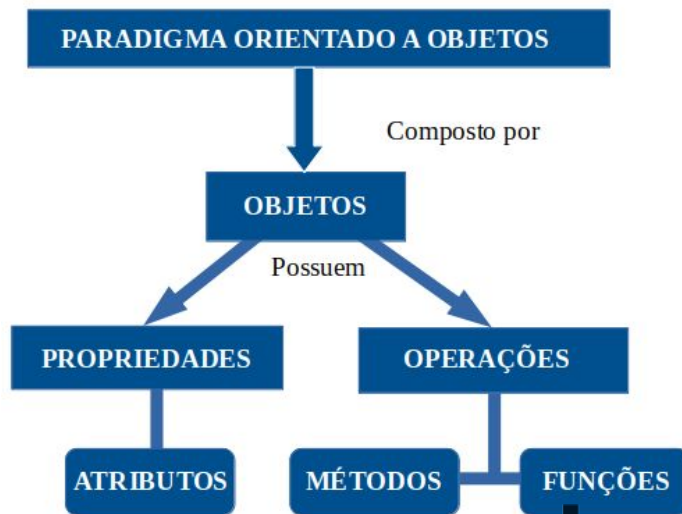 PARADIGMA ORIENTADO A OBJETOS
Composto por
OBJETOS
Possuem
PROPRIEDADES
OPERAÇÕES
ATRIBUTOS
MÉTODOS
FUNÇÕES